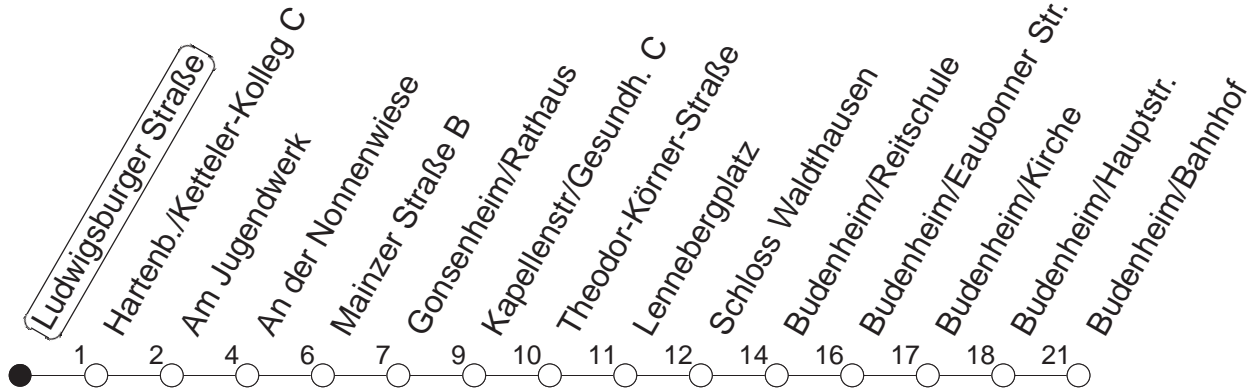 Ludwigsburger Straße
Hartenb./Ketteler-Kolleg C
Am Jugendwerk
An der Nonnenwiese
Mainzer Straße B
Gonsenheim/Rathaus
Kapellenstr/Gesundh. C
Theodor-Körner-Straße
Lennebergplatz
Schloss Waldthausen
Budenheim/Reitschule
Budenheim/Eaubonner Str.
Budenheim/Kirche
Budenheim/Hauptstr.
Budenheim/Bahnhof
1 2 4 6 7 9 10 11 12 14 16 17 18 21